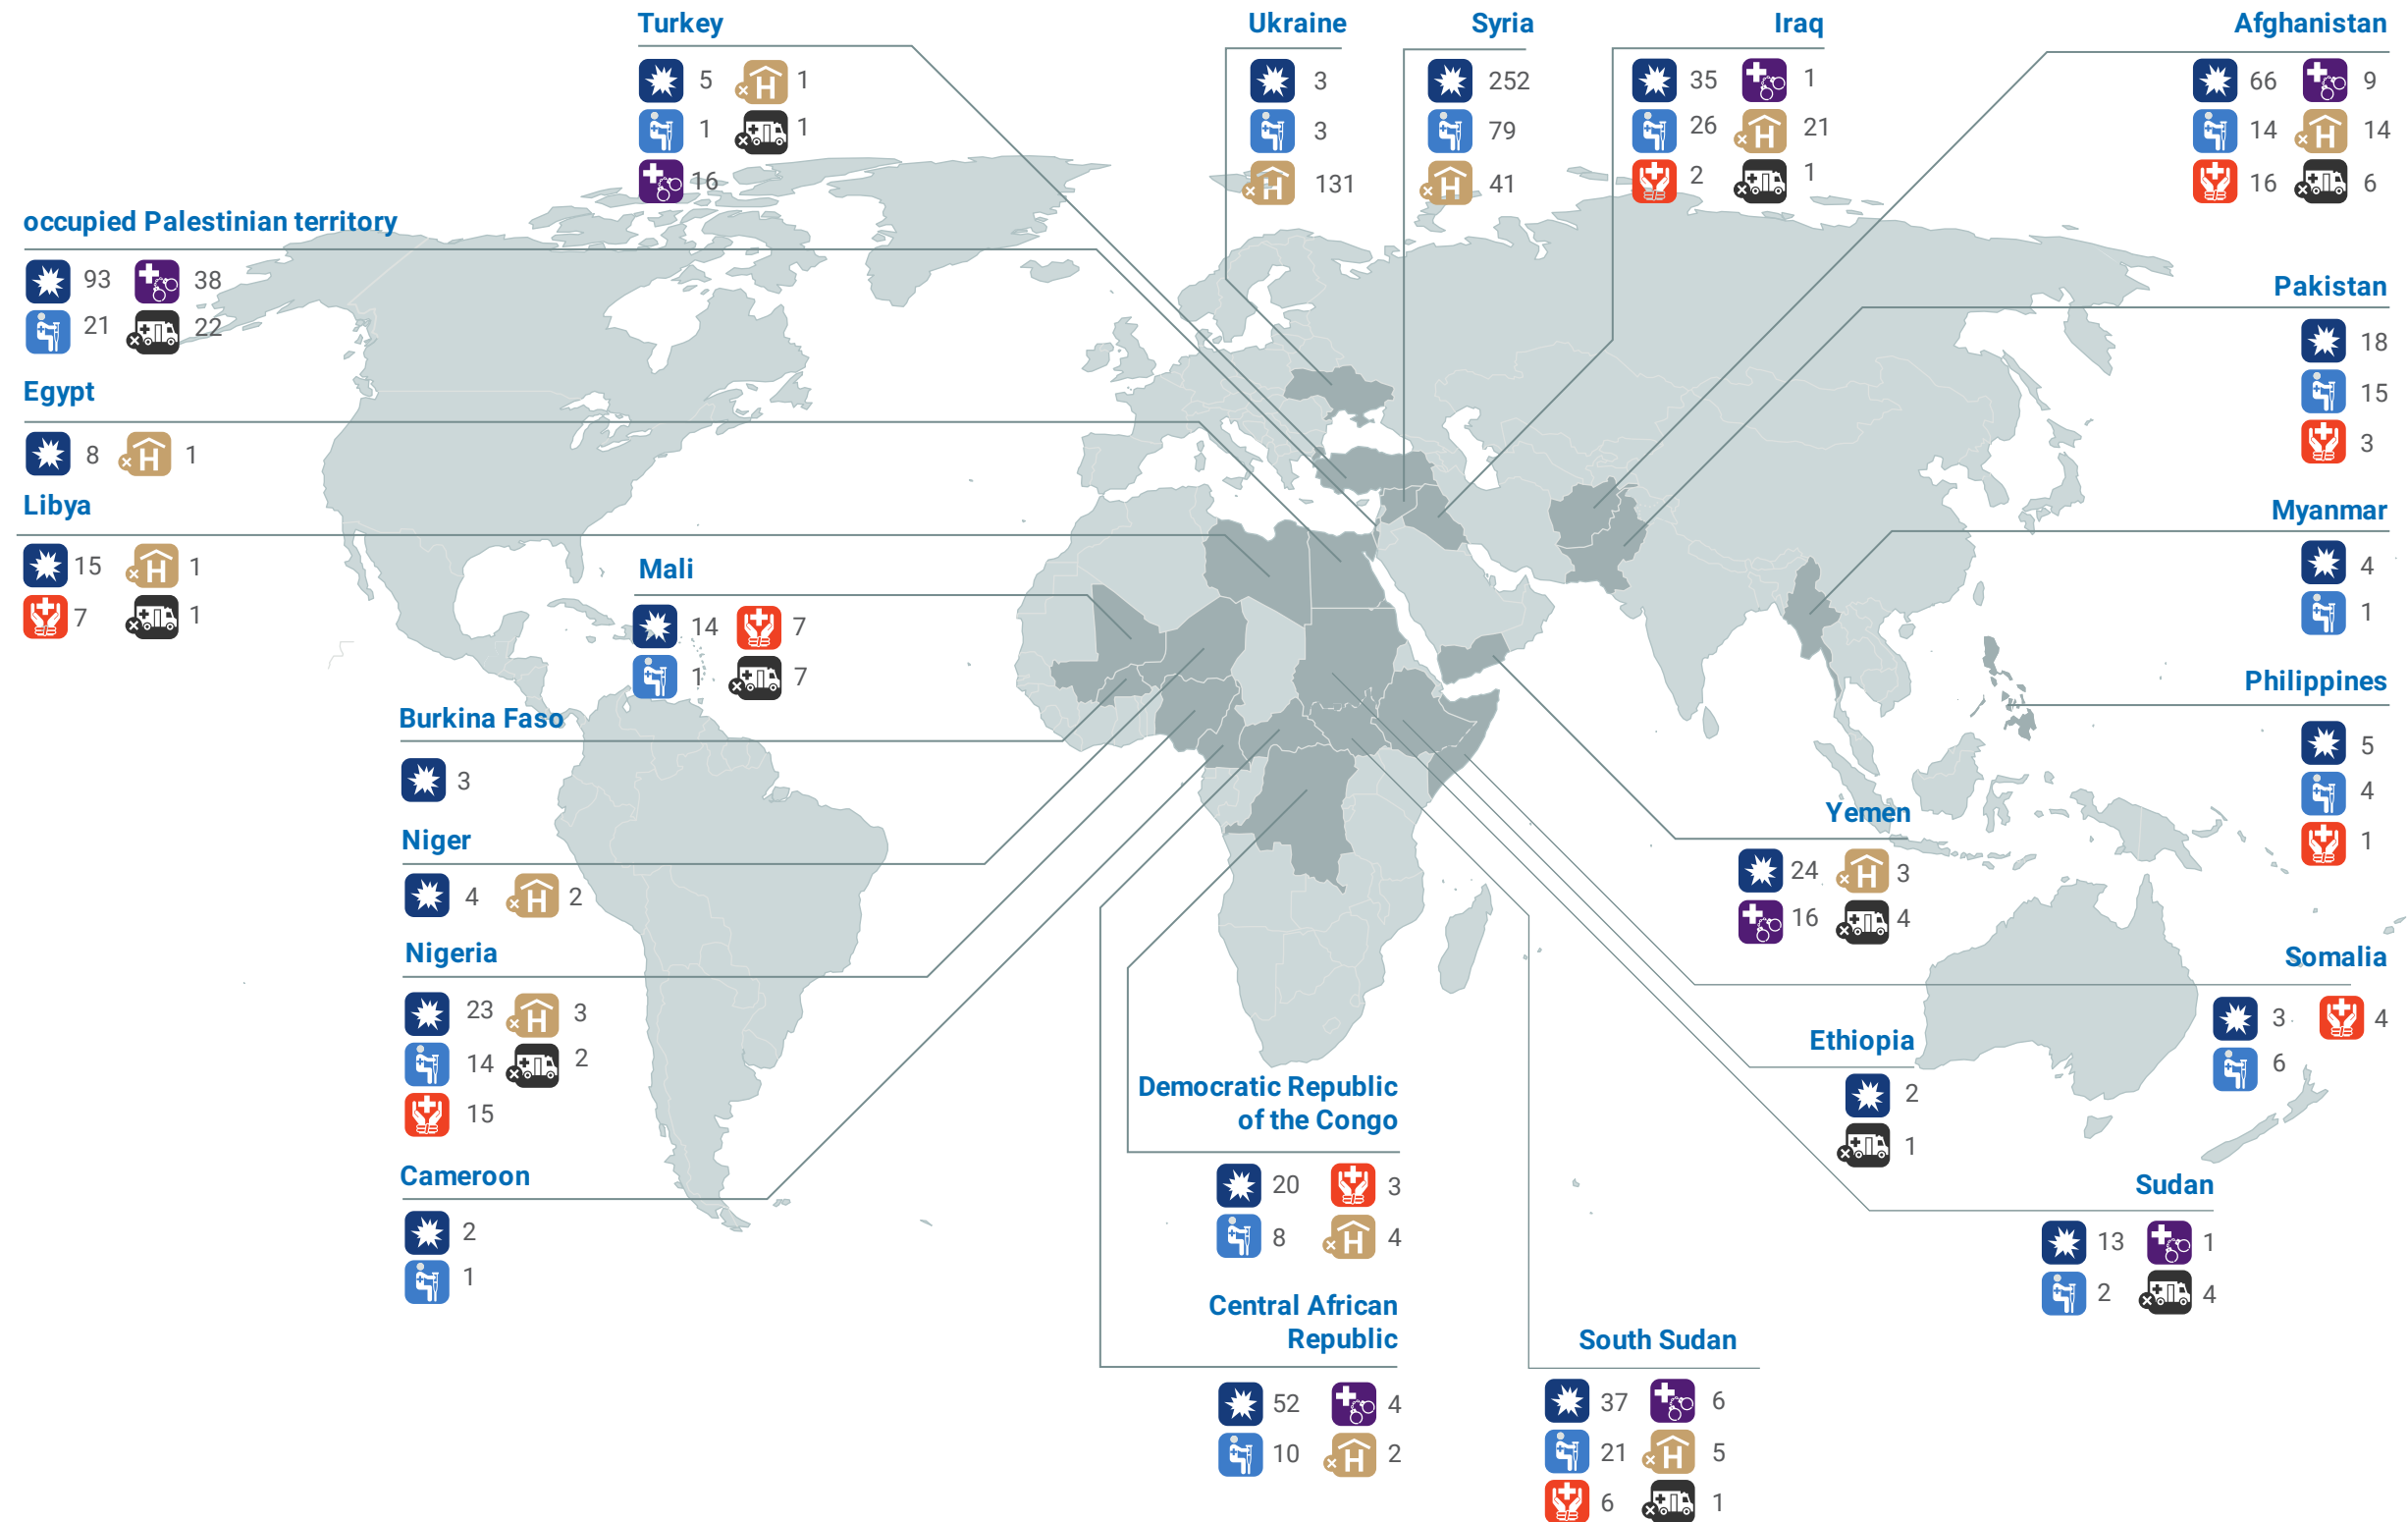 Turkey
5 1
1 1
16
Ukraine
3
3
H 131
Syria
252
79
H 41
Iraq
35 1
26 H 21
2 1
Afghanistan
66 9
14 H 14
16 6
occupied Palestinian territory
93 38
21 22
Egypt
8 H 1
Libya
15 H 1
7 1
Mali
14 7
1 7
Burkina Faso
3
Niger
4 H 2
Nigeria
23 H 3
14 2
15
Cameroon
2
1
Pakistan
18
15
3
Myanmar
4
1
Philippines
5
4
1
Yemen
24 H 3
16 4
Somalia
3 4
6
Ethiopia
2
1
Sudan
13 1
2 4
Democratic Republic
of the Congo
20 3
8 H 4
Central African
Republic
52 4
10 H 2
South Sudan
37 6
21 H 5
6 1